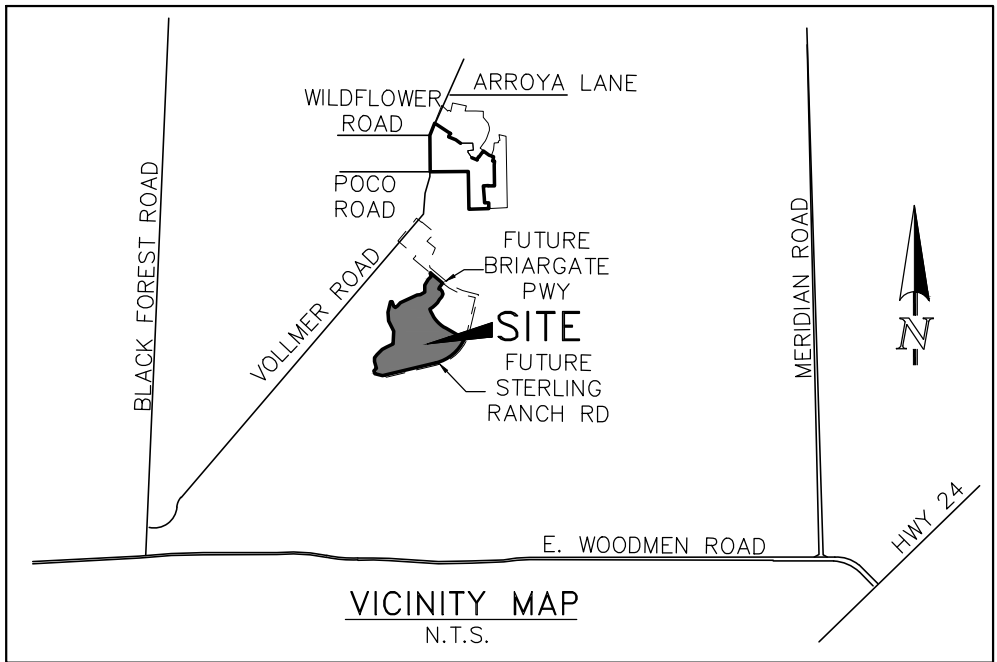 ARROYA LANE
WILDFLOWER
ROAD
POCO
ROAD
BLACK FOREST ROAD
VOLLMER ROAD
FUTURE
BRIARGATE
PWY
SITE
FUTURE
STERLING
RANCH RD
MERIDIAN ROAD
N
HWY 24
E. WOODMEN ROAD
VICINITY MAP
N.T.S.